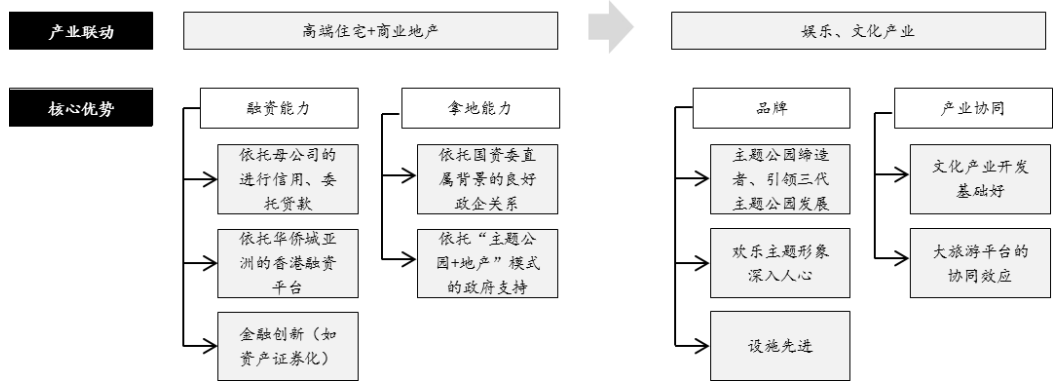 产业联动
高端住宅+商业地产
娱乐、文化产业
核心优势
融资能力
依托母公司的
进行信用、委
托贷款
依托华侨城亚
洲的香港融资
平台
金融创新（如
资产证券化）
拿地能力
依托国资委直
属背景的良好
政企关系
依托“主题公
园+地产”模式
的政府支持
品牌
主题公园缔造
者、引领三代
主题公园发展
欢乐主题形象
深入人心
设施先进
产业协同
文化产业开发
基础好
大旅游平台的
协同效应